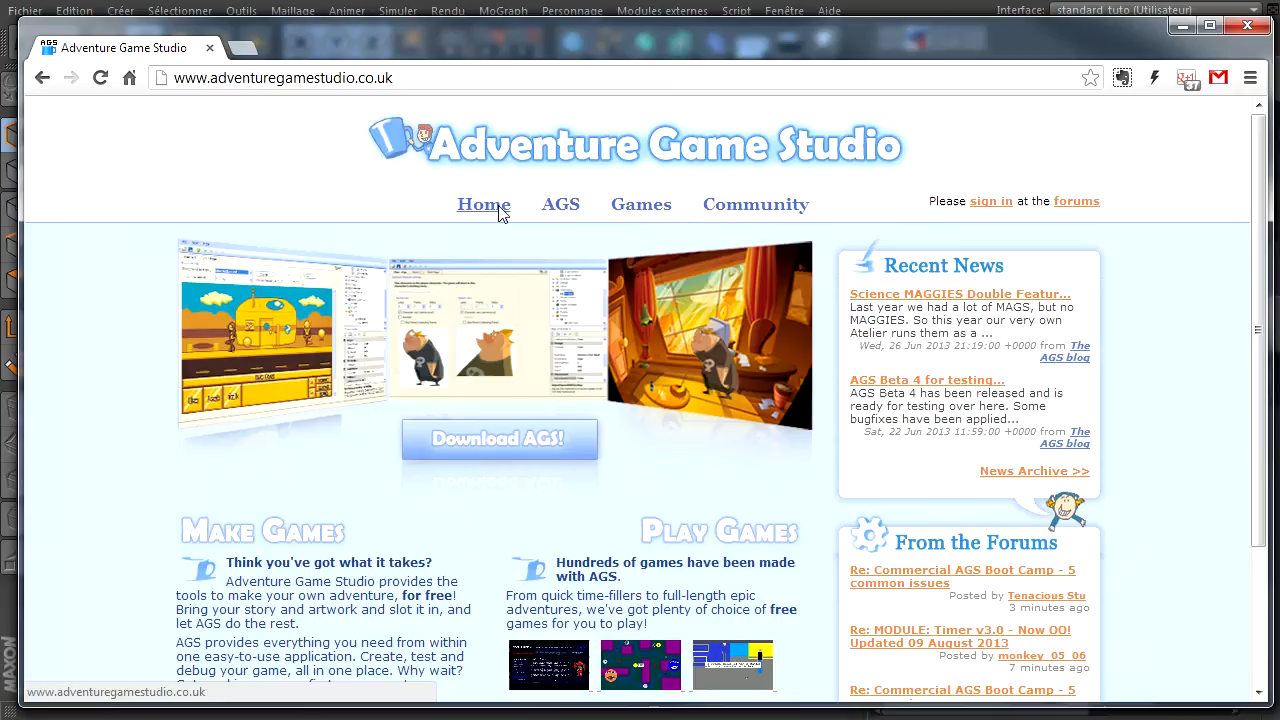 Fichier Edition Créer Sélectionner Outils Maillage Animer Simuler Rendu MoGraph Personnage Modules externes Script Fenêtre Aide Interface: standard_tuto (Utilisateur)
Adventure Game Studio
www.adventuregamestudio.co.uk
37
Adventure Game Studio
Home AGS Games Community
Please sign in at the forums
Download AGS!
Make Games
Think you've got what it takes?
Adventure Game Studio provides the
tools to make your own adventure, for free!
Bring your story and artwork and slot it in, and
let AGS do the rest.
AGS provides everything you need from within
one easy-to-use application. Create, test and
debug your game, all in one place. Why wait?
Play Games
Hundreds of games have been made
with AGS.
From quick time-fillers to full-length epic
adventures, we've got plenty of choice of free
games for you to play!
Recent News
Science MAGGIES Double Featur...
Last year we had a lot of MAGS, but no
MAGGIES. So this year our very own
Atelier runs them as a ...
Wed, 26 Jun 2013 21:19:00 +0000 from The
AGS blog
AGS Beta 4 for testing...
AGS Beta 4 has been released and is
ready for testing over here. Some
bugfixes have been applied...
Sat, 22 Jun 2013 11:59:00 +0000 from The
AGS blog
News Archive >>
From the Forums
Re: Commercial AGS Boot Camp - 5
common issues
Posted by Tenacious Stu
3 minutes ago
Re: MODULE: Timer v3.0 - Now OO!
Updated 09 August 2013
Posted by monkey_05_06
7 minutes ago
Re: Commercial AGS Boot Camp - 5
www.adventuregamestudio.co.uk
MAXON